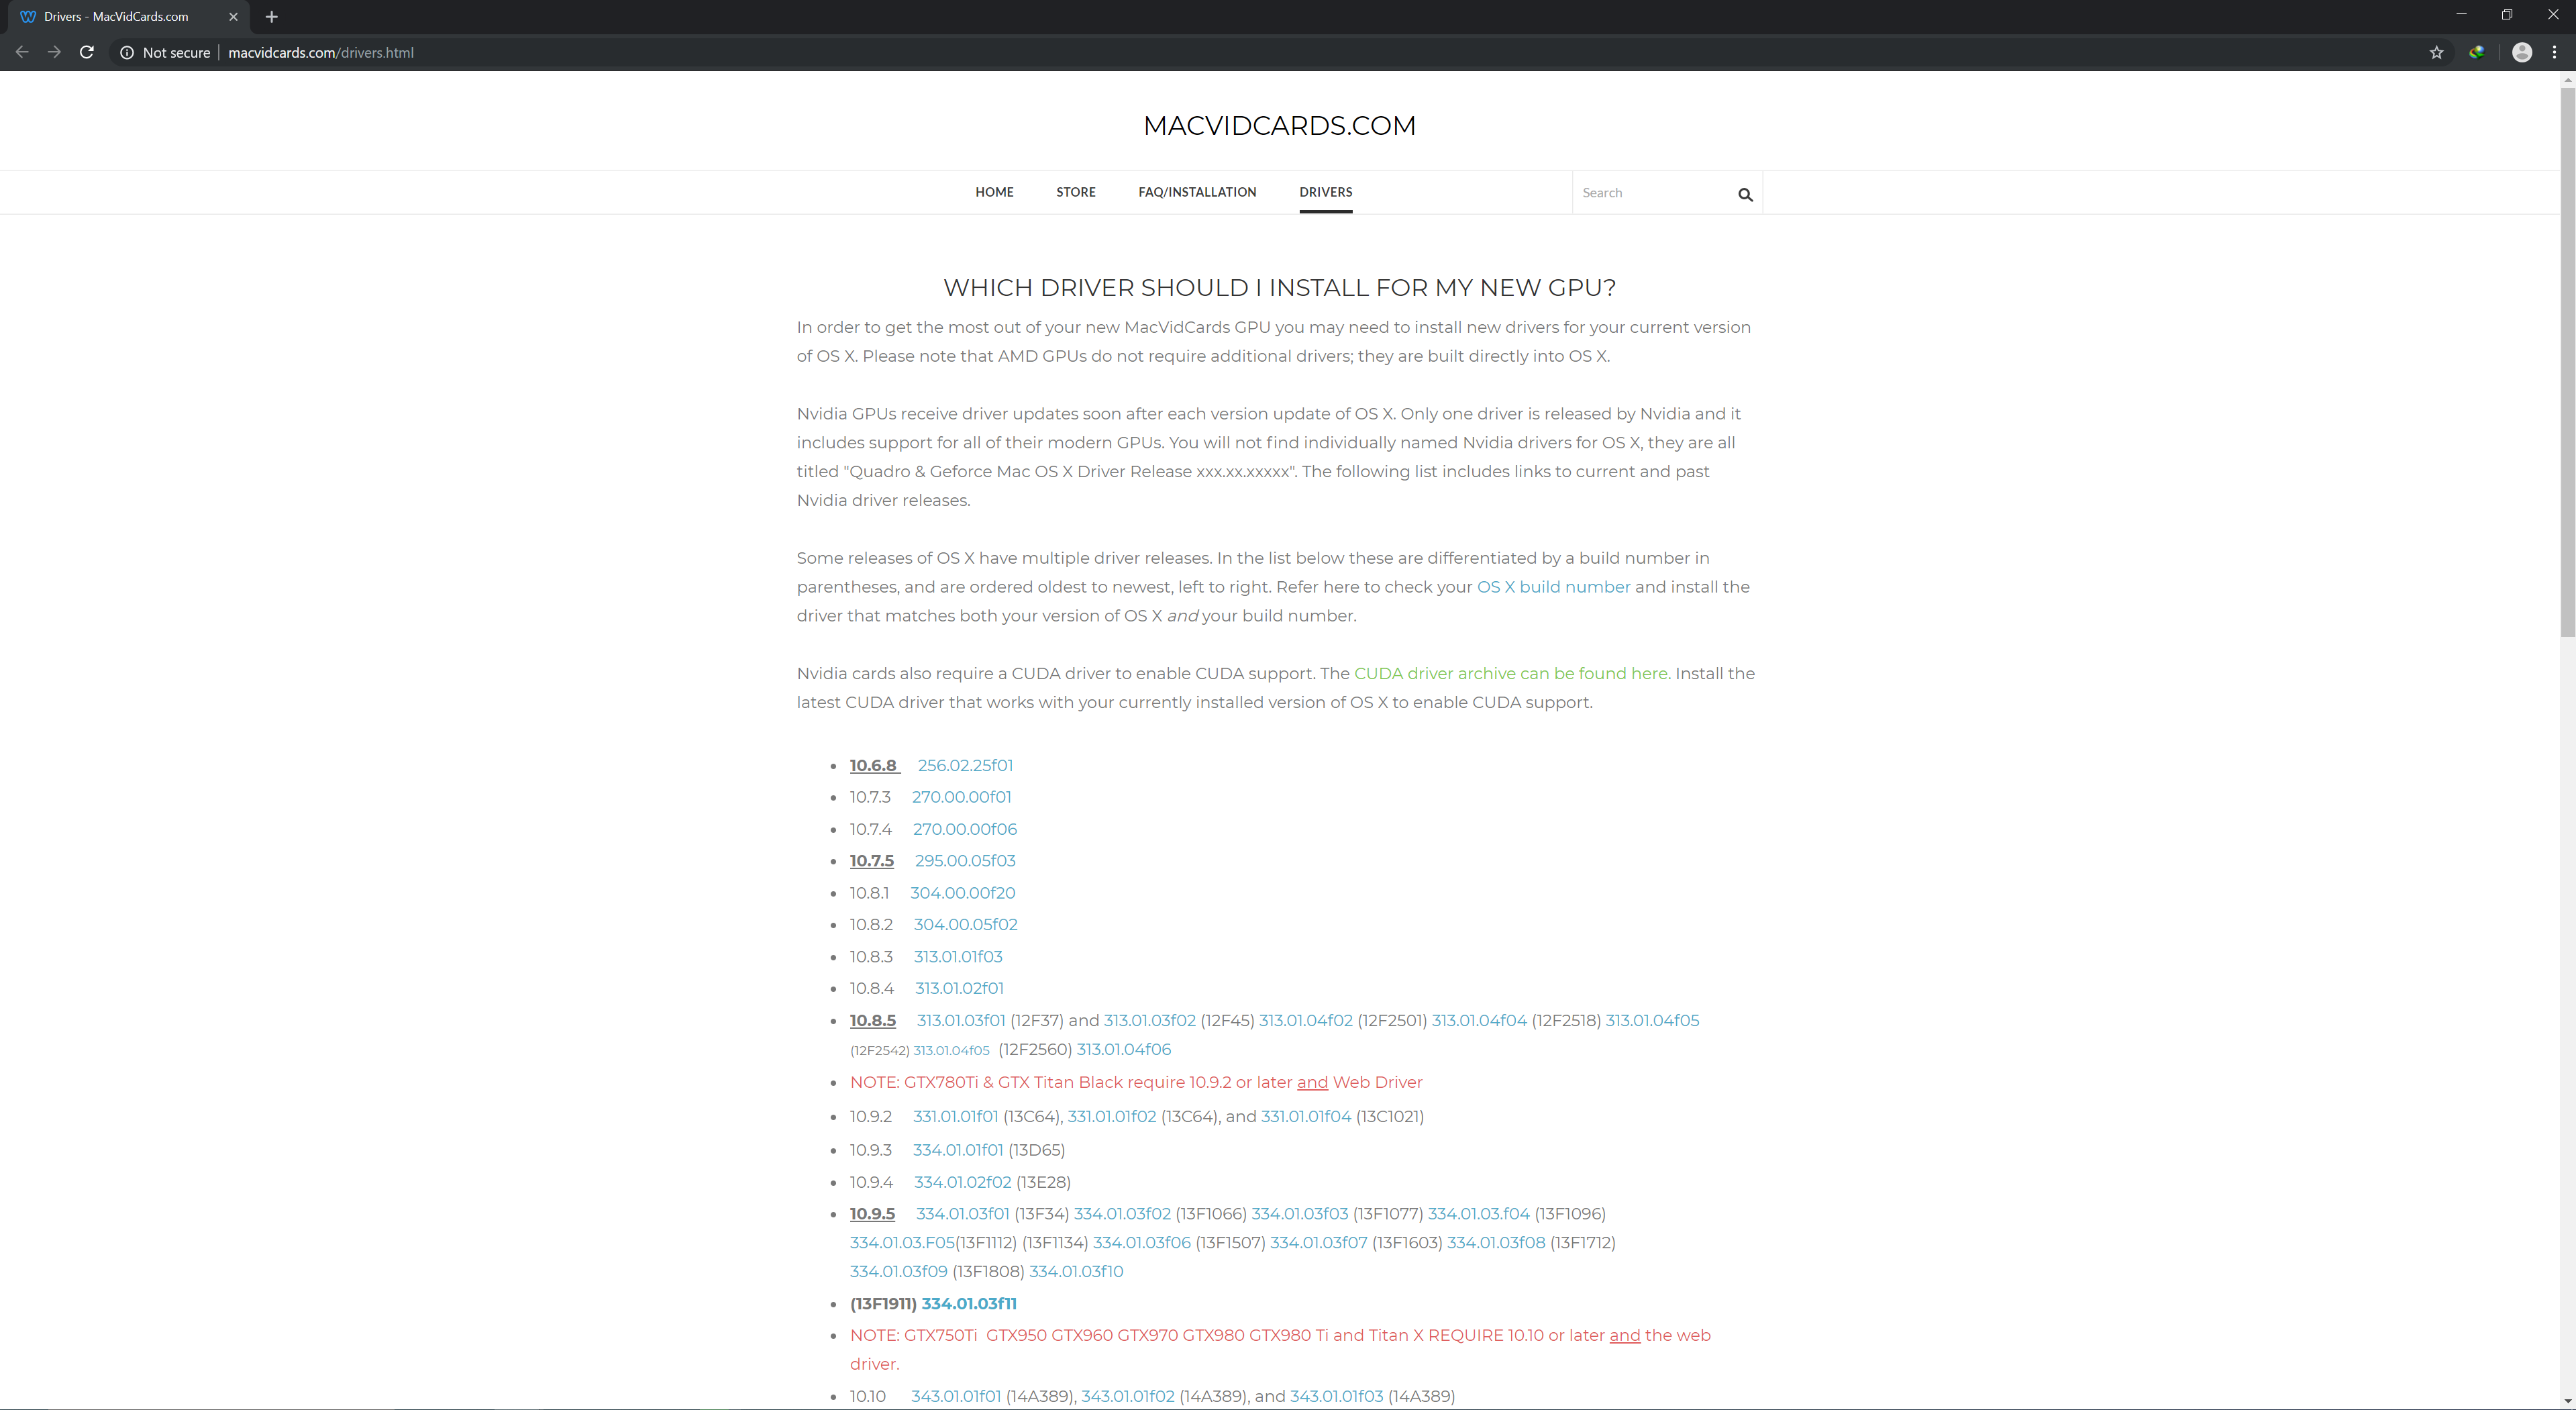 Drivers - MacVidCards.com
Not secure | macvidcards.com/drivers.html
MACVIDCARDS.COM
HOME STORE FAQ/INSTALLATION DRIVERS Search
WHICH DRIVER SHOULD I INSTALL FOR MY NEW GPU?
In order to get the most out of your new MacVidCards GPU you may need to install new drivers for your current version
of OS X. Please note that AMD GPUs do not require additional drivers; they are built directly into OS X.
Nvidia GPUs receive driver updates soon after each version update of OS X. Only one driver is released by Nvidia and it
includes support for all of their modern GPUs. You will not find individually named Nvidia drivers for OS X, they are all
titled "Quadro & Geforce Mac OS X Driver Release xxx.xx.xxxxx". The following list includes links to current and past
Nvidia driver releases.
Some releases of OS X have multiple driver releases. In the list below these are differentiated by a build number in
parentheses, and are ordered oldest to newest, left to right. Refer here to check your OS X build number and install the
driver that matches both your version of OS X and your build number.
Nvidia cards also require a CUDA driver to enable CUDA support. The CUDA driver archive can be found here. Install the
latest CUDA driver that works with your currently installed version of OS X to enable CUDA support.
• 10.6.8 256.02.25f01
• 10.7.3 270.00.00f01
• 10.7.4 270.00.00f06
• 10.7.5 295.00.05f03
• 10.8.1 304.00.00f20
• 10.8.2 304.00.05f02
• 10.8.3 313.01.01f03
• 10.8.4 313.01.02f01
• 10.8.5 313.01.03f01 (12F37) and 313.01.03f02 (12F45) 313.01.04f02 (12F2501) 313.01.04f04 (12F2518) 313.01.04f05
(12F2542) 313.01.04f05 (12F2560) 313.01.04f06
• NOTE: GTX780Ti & GTX Titan Black require 10.9.2 or later and Web Driver
• 10.9.2 331.01.01f01 (13C64), 331.01.01f02 (13C64), and 331.01.01f04 (13C1021)
• 10.9.3 334.01.01f01 (13D65)
• 10.9.4 334.01.02f02 (13E28)
• 10.9.5 334.01.03f01 (13F34) 334.01.03f02 (13F1066) 334.01.03f03 (13F1077) 334.01.03.f04 (13F1096)
334.01.03.F05(13F1112) (13F1134) 334.01.03f06 (13F1507) 334.01.03f07 (13F1603) 334.01.03f08 (13F1712)
334.01.03f09 (13F1808) 334.01.03f10
• (13F1911) 334.01.03f11
• NOTE: GTX750Ti GTX950 GTX960 GTX970 GTX980 GTX980 Ti and Titan X REQUIRE 10.10 or later and the web
driver.
• 10.10 343.01.01f01 (14A389), 343.01.01f02 (14A389), and 343.01.01f03 (14A389)